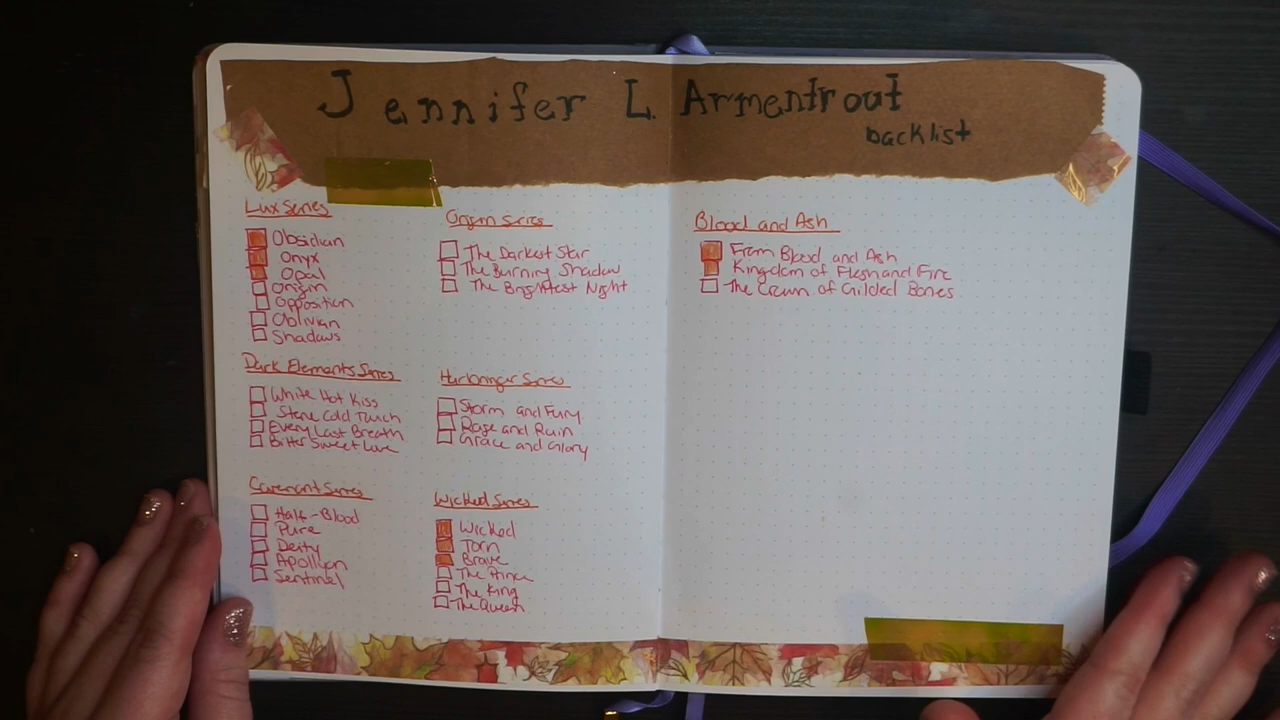 Jennifer L. Armentrout
backlist
Lux Series
Obsidian
Onyx
Opal
Origin
Opposition
Oblivian
Shadows
Dark Elements Series
White Hot Kiss
Stone Cold Touch
Every Last Breath
Bitter Sweet Love
Covenant Series
Half-Blood
Pure
Deity
Apollyon
Sentinel
Origin Series
The Darkest Star
The Burning Shadow
The Brightest Night
Harbinger Series
Storm and Fury
Rage and Ruin
Grace and Glory
Wicked Series
Wicked
Torn
Brave
The Prince
The King
The Queen
Blood and Ash
From Blood and Ash
Kingdom of Flesh and Fire
The Crown of Gilded Bones